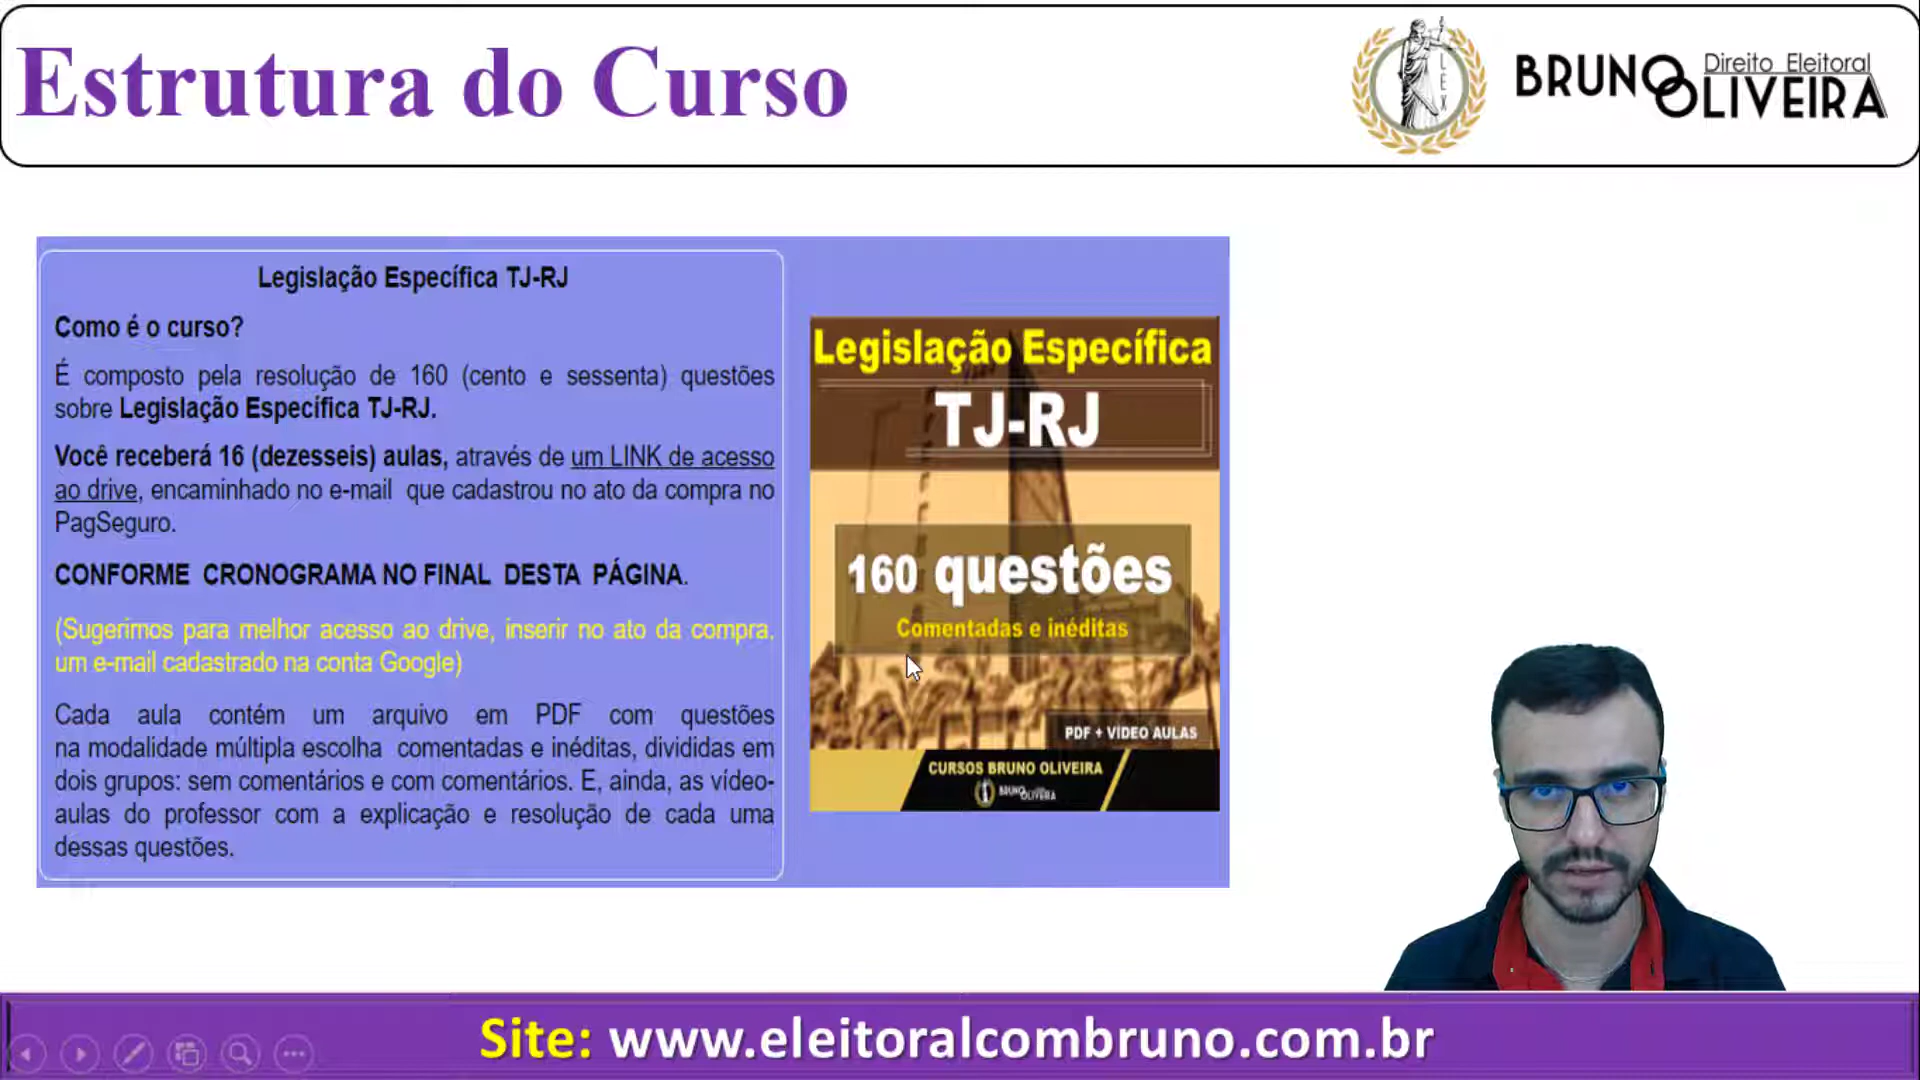 Estrutura do Curso
LEX
BRUNO
Direito Eleitoral
OLIVEIRA
Legislação Específica TJ-RJ
Como é o curso?
É composto pela resolução de 160 (cento e sessenta) questões
sobre Legislação Específica TJ-RJ.
Você receberá 16 (dezesseis) aulas, através de um LINK de acesso
ao drive, encaminhado no e-mail que cadastrou no ato da compra no
PagSeguro.
CONFORME CRONOGRAMA NO FINAL DESTA PÁGINA.
(Sugerimos para melhor acesso ao drive, inserir no ato da compra,
um e-mail cadastrado na conta Google)
Cada aula contém um arquivo em PDF com questões
na modalidade múltipla escolha comentadas e inéditas, divididas em
dois grupos: sem comentários e com comentários. E, ainda, as vídeo-
aulas do professor com a explicação e resolução de cada uma
dessas questões.
Legislação Específica
TJ-RJ
160 questões
Comentadas e inéditas
PDF + VÍDEO AULAS
CURSOS BRUNO OLIVEIRA
BRUNO OLIVEIRA
Site: www.eleitoralcombruno.com.br